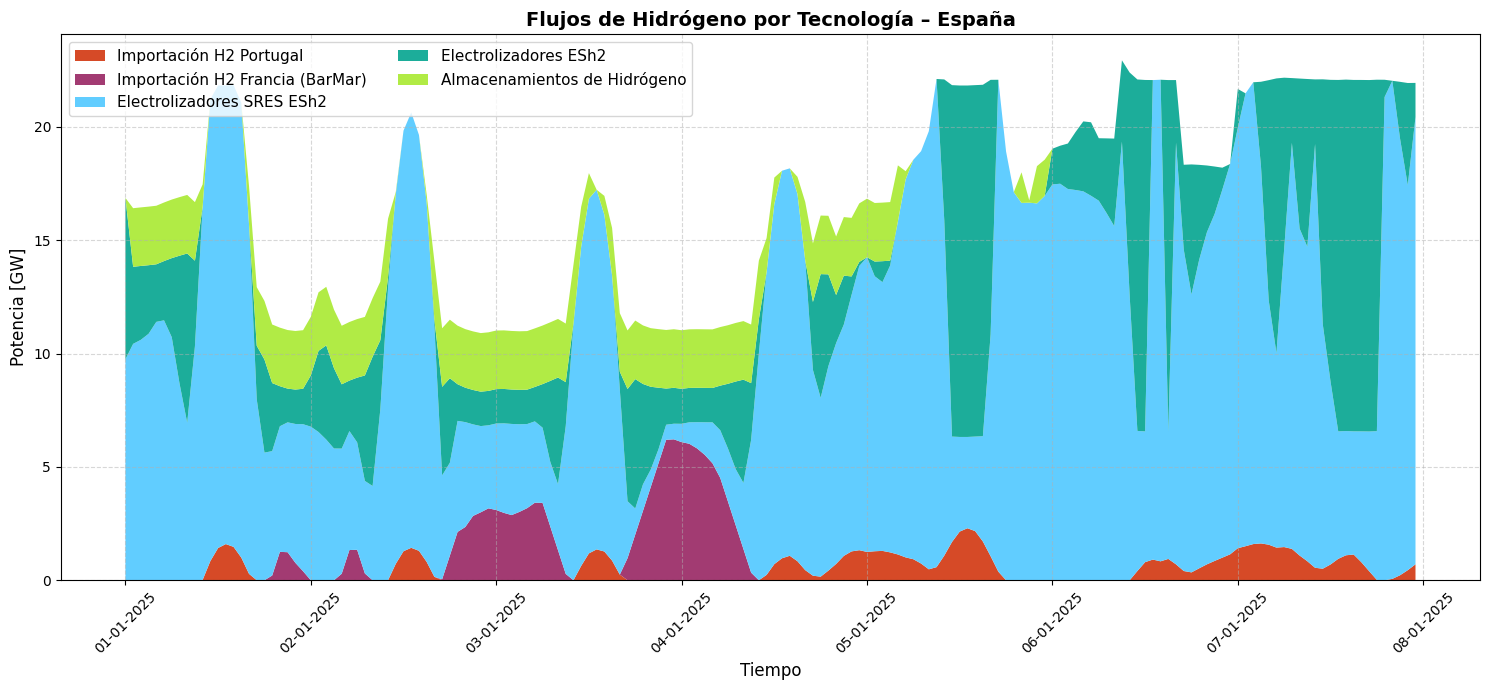 Flujos de Hidrógeno por Tecnología – España
Importación H2 Portugal
Importación H2 Francia (BarMar)
Electrolizadores SRES ESh2
Electrolizadores ESh2
Almacenamientos de Hidrógeno
Potencia [GW]
20
15
10
5
0
01-01-2025
02-01-2025
03-01-2025
04-01-2025
05-01-2025
06-01-2025
07-01-2025
08-01-2025
Tiempo